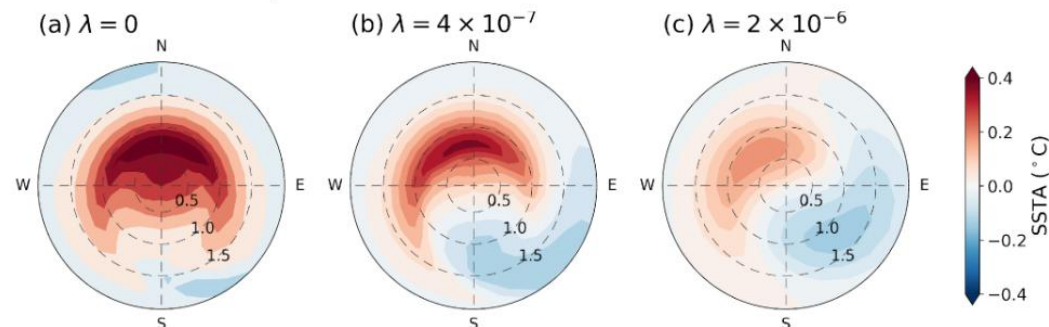 (a) λ = 0
(b) λ = 4 × 10⁻⁷
(c) λ = 2 × 10⁻⁶
N
N
N
W
E
W
E
W
E
0.5
1.0
1.5
0.5
1.0
1.5
0.5
1.0
1.5
S
S
S
0.4
0.2
0.0
−0.2
−0.4
SSTA (°C)